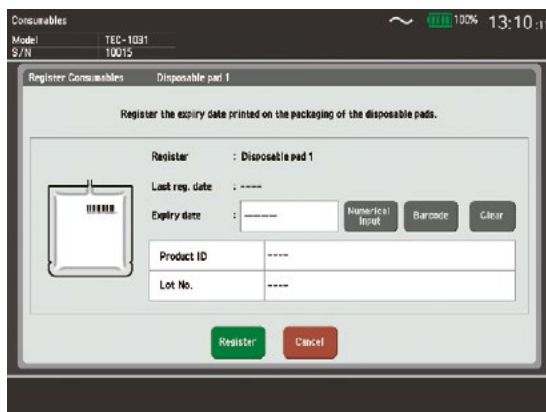 Consumables
100% 13:10
Model TEC-1031
S/N 10015
Register Consumables Disposable pad 1
Register the expiry date printed on the packaging of the disposable pads.
Register : Disposable pad 1
Last reg. date : ----
Expiry date : ----
Numerical Input
Barcode
Clear
Product ID ----
Lot No. ----
Register
Cancel